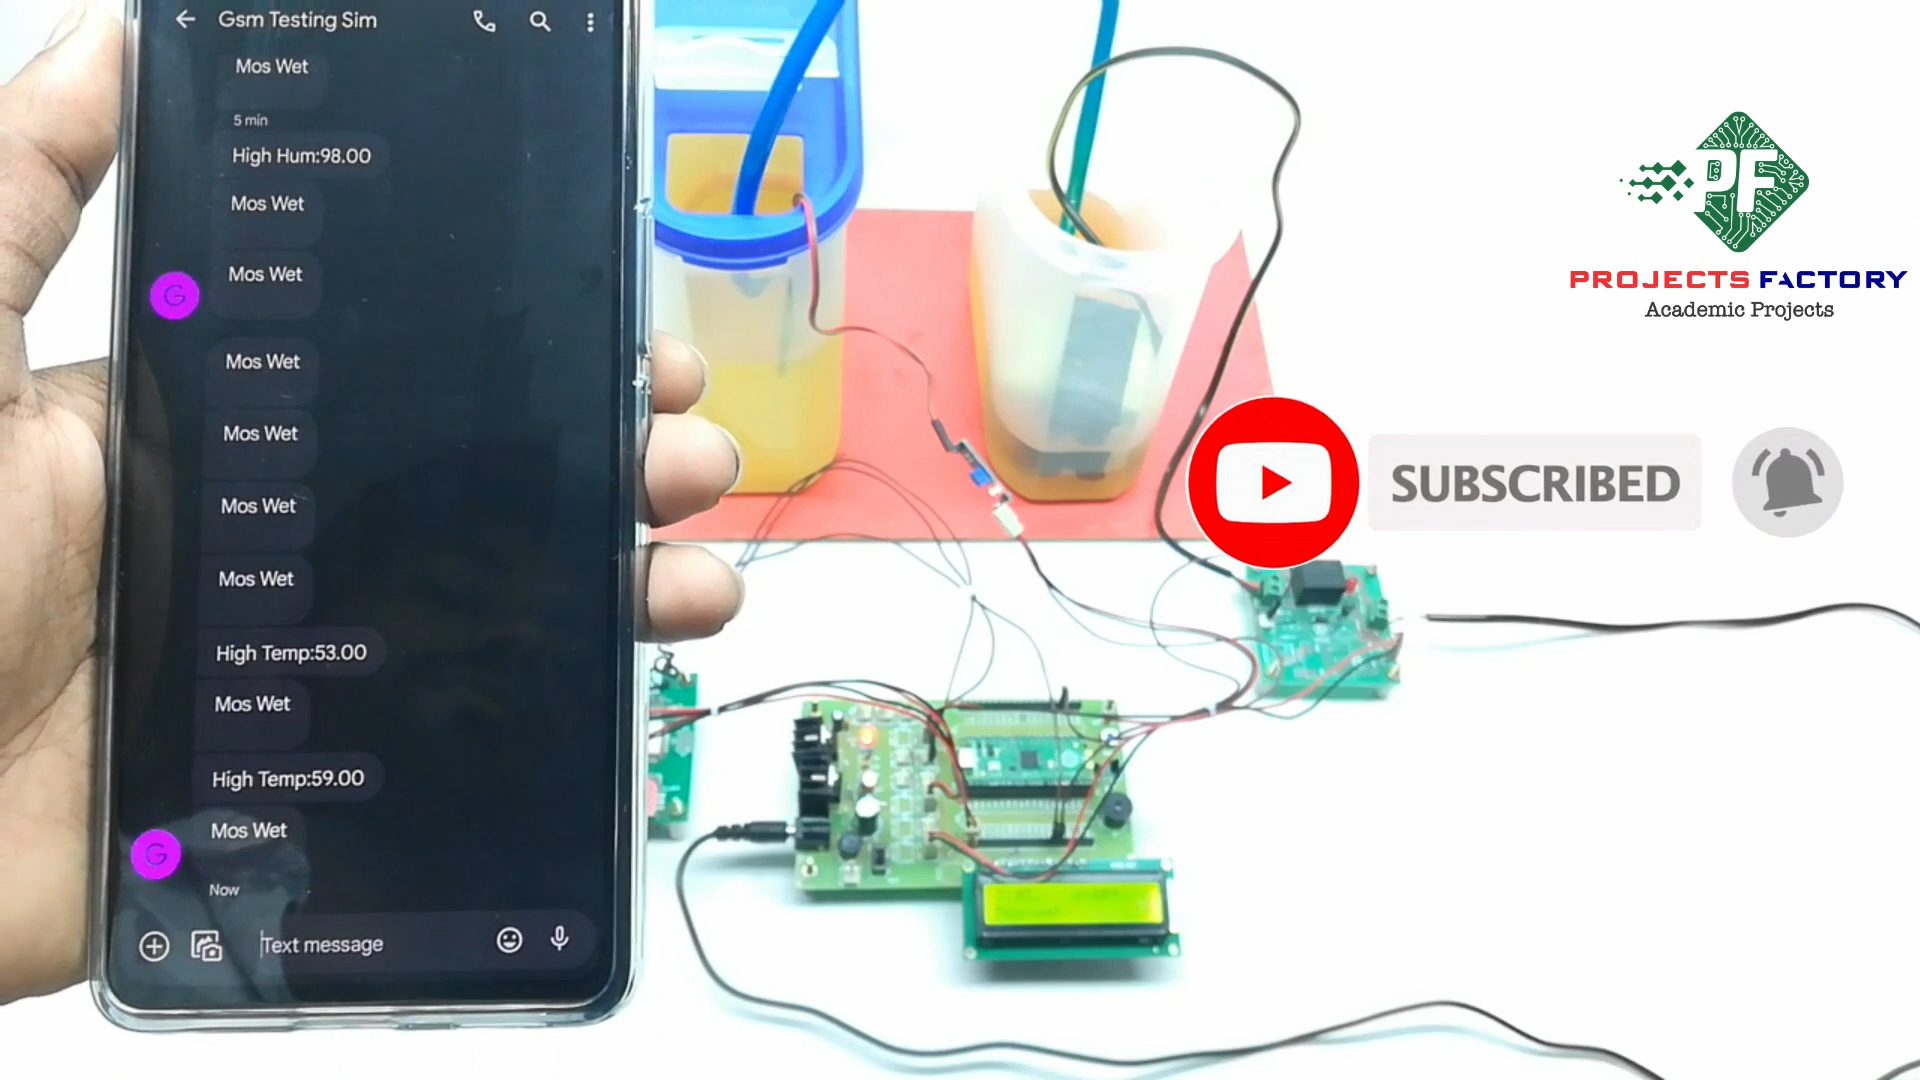 Gsm Testing Sim
Mos Wet
5 min
High Hum:98.00
Mos Wet
Mos Wet
G
Mos Wet
Mos Wet
Mos Wet
Mos Wet
High Temp:53.00
Mos Wet
High Temp:59.00
Mos Wet
G
Now
Text message
PF
PROJECTS FACTORY
Academic Projects
SUBSCRIBED